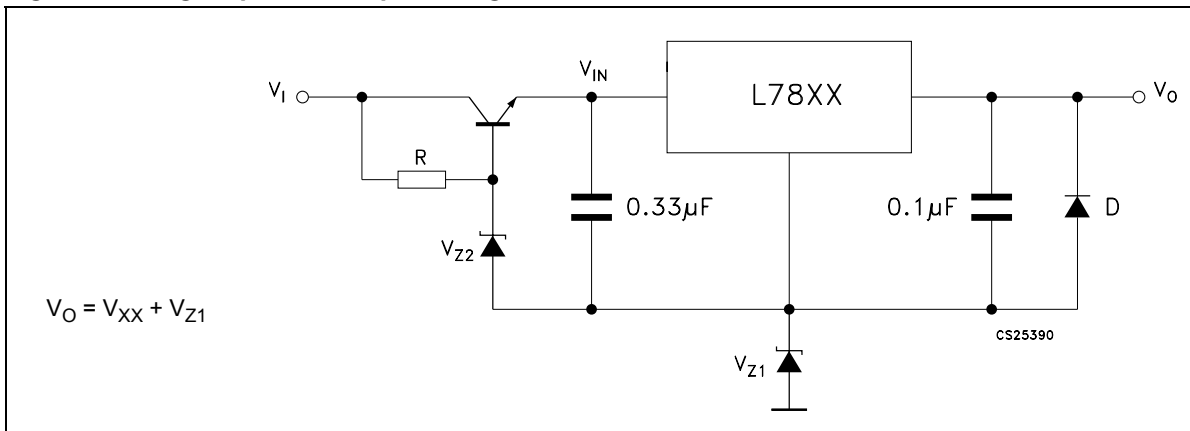 V_I
V_IN
L78XX
V_O
R
0.33µF
0.1µF
D
V_Z2
V_O = V_XX + V_Z1
CS25390
V_Z1